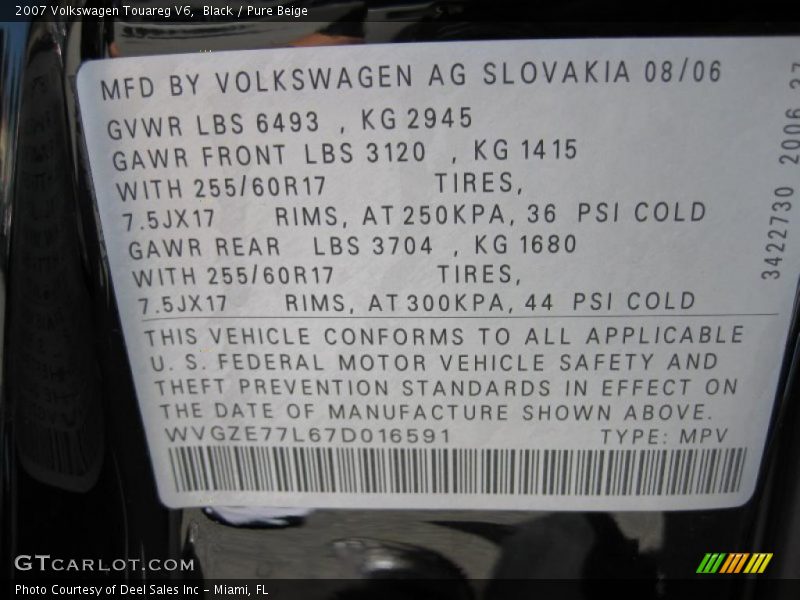 2007 Volkswagen Touareg V6, Black / Pure Beige
MFD BY VOLKSWAGEN AG SLOVAKIA 08/06
GVWR LBS 6493 , KG 2945
GAWR FRONT LBS 3120 , KG 1415
WITH 255/60R17 TIRES,
7.5JX17 RIMS, AT 250KPA, 36 PSI COLD
GAWR REAR LBS 3704 , KG 1680
WITH 255/60R17 TIRES,
7.5JX17 RIMS, AT 300KPA, 44 PSI COLD
THIS VEHICLE CONFORMS TO ALL APPLICABLE
U. S. FEDERAL MOTOR VEHICLE SAFETY AND
THEFT PREVENTION STANDARDS IN EFFECT ON
THE DATE OF MANUFACTURE SHOWN ABOVE.
WVGZE77L67D016591 TYPE: MPV
3422730 2006
GTCARLOT.COM
Photo Courtesy of Deel Sales Inc - Miami, FL